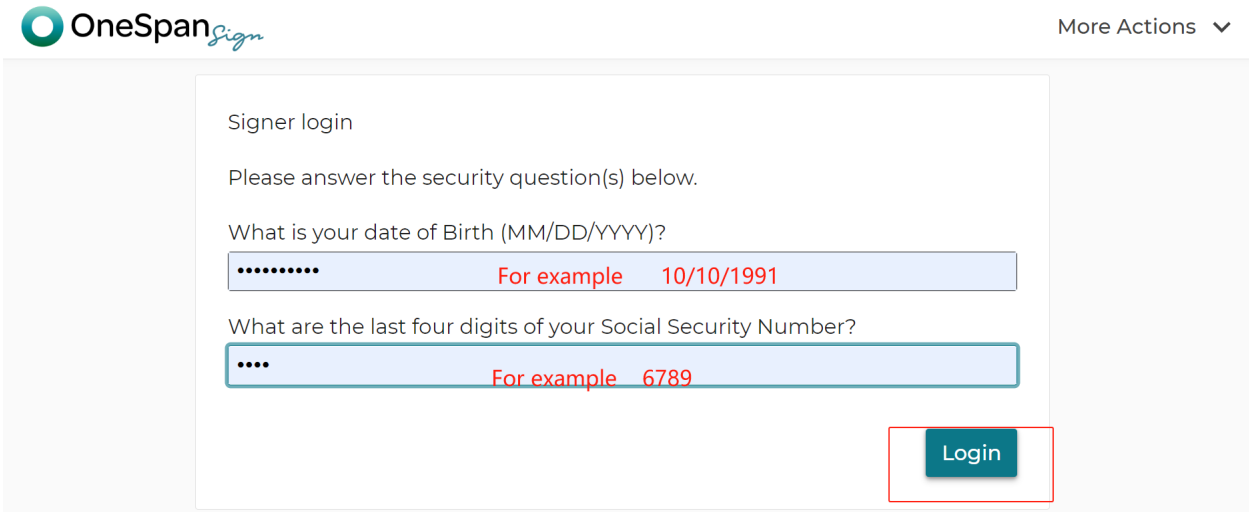 OneSpan Sign
More Actions
Signer login
Please answer the security question(s) below.
What is your date of Birth (MM/DD/YYYY)?
•••••••••• For example 10/10/1991
What are the last four digits of your Social Security Number?
•••• For example 6789
Login